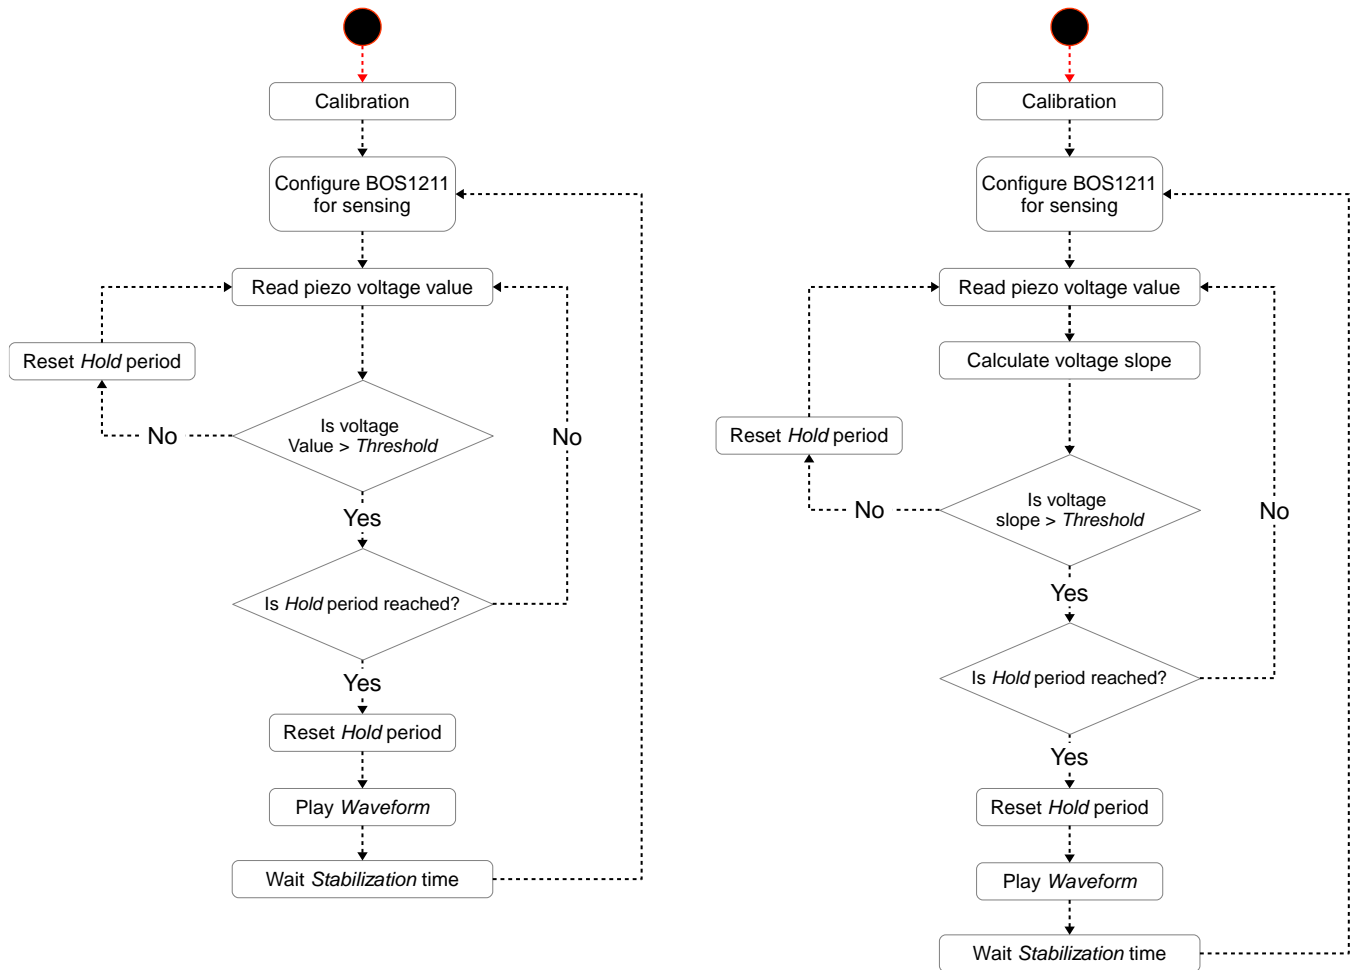 Calibration
Configure BOS1211
for sensing
Read piezo voltage value
Reset Hold period
Is voltage
Value > Threshold
No
No
Yes
Is Hold period reached?
Yes
Reset Hold period
Play Waveform
Wait Stabilization time
Calibration
Configure BOS1211
for sensing
Read piezo voltage value
Calculate voltage slope
Reset Hold period
Is voltage
slope > Threshold
No
No
Yes
Is Hold period reached?
Yes
Reset Hold period
Play Waveform
Wait Stabilization time